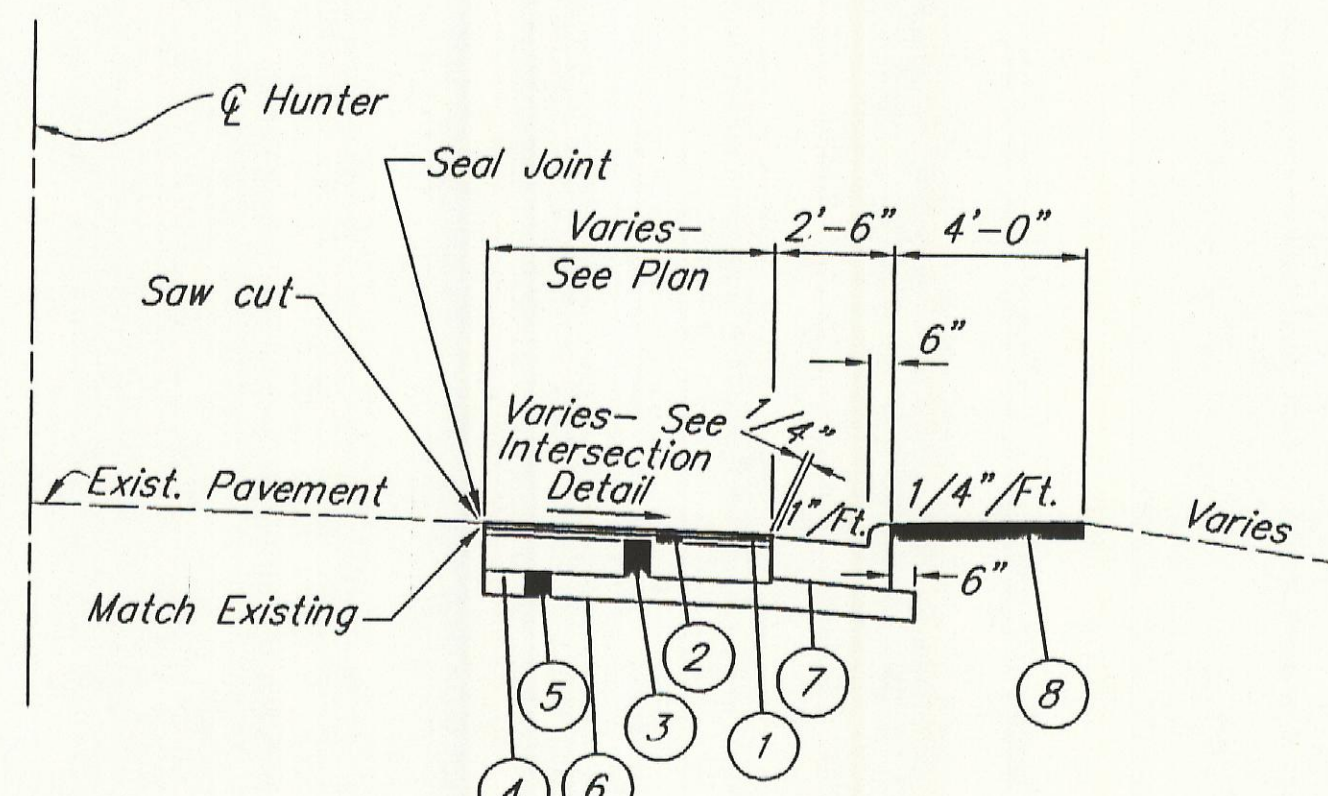 ℄ Hunter
Seal Joint
Varies-
See Plan
2'-6"
4'-0"
Saw cut
6"
Varies- See
Intersection
Detail
1/4"
1"/Ft.
1/4"/Ft.
Exist. Pavement
Varies
Match Existing
6"
2
7
5
3
8
1
4
6